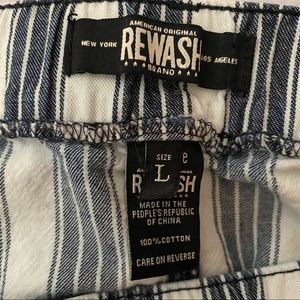 AMERICAN ORIGINAL
NEW YORK REWASH LOS ANGELES
BRAND
SIZE
L
MADE IN THE
PEOPLE'S REPUBLIC
OF CHINA
100% COTTON
CARE ON REVERSE